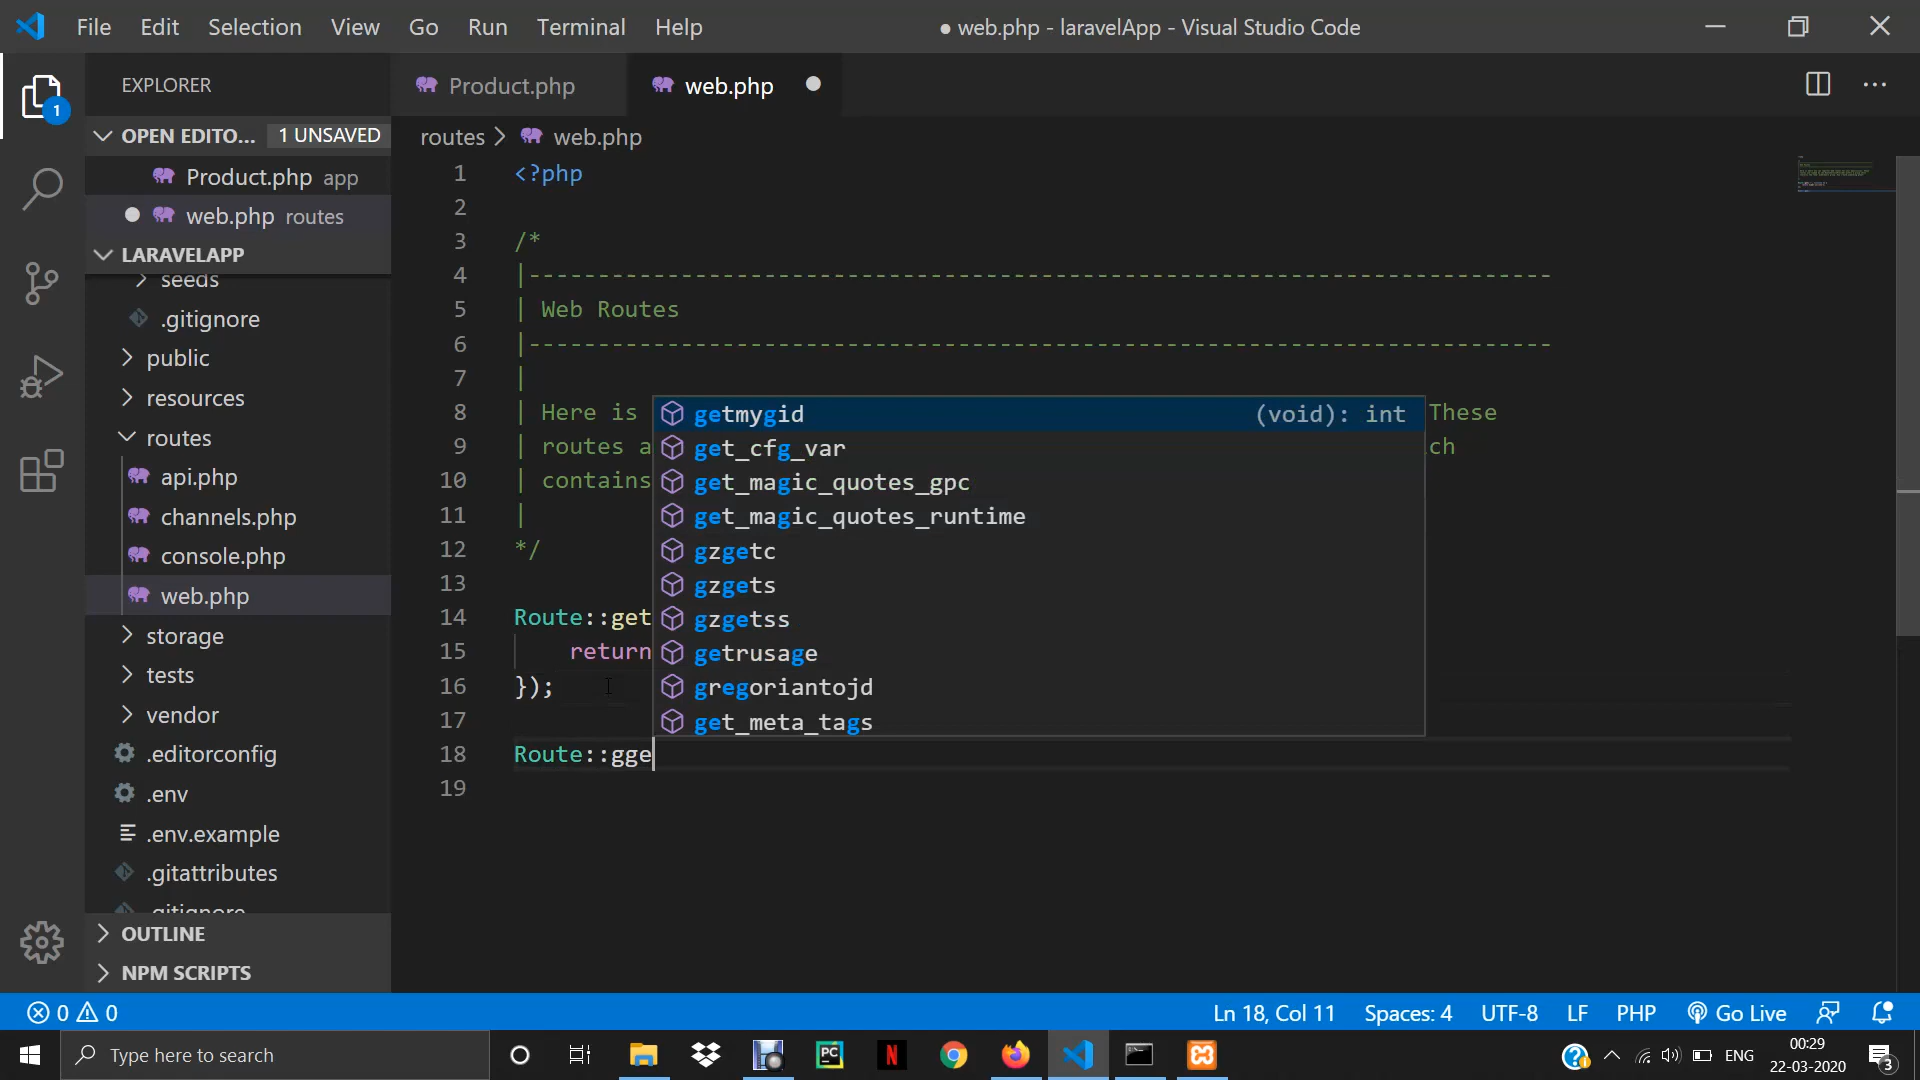 File Edit Selection View Go Run Terminal Help ● web.php - laravelApp - Visual Studio Code
EXPLORER
Product.php
web.php
1
OPEN EDITO... 1 UNSAVED
Product.php app
web.php routes
LARAVELAPP
seeds
.gitignore
public
resources
routes
api.php
channels.php
console.php
web.php
storage
tests
vendor
.editorconfig
.env
.env.example
.gitattributes
.gitignore
OUTLINE
NPM SCRIPTS
routes > web.php
1 <?php
2
3 /*
4 |--------------------------------------------------------------------------
5 | Web Routes
6 |--------------------------------------------------------------------------
7 |
8 | Here is These
9 | routes a ch
10 | contains
11 |
12 */
13
14 Route::get
15 return
16 });
17
18 Route::gge
19
getmygid (void): int
get_cfg_var
get_magic_quotes_gpc
get_magic_quotes_runtime
gzgetc
gzgets
gzgetss
getrusage
gregoriantojd
get_meta_tags
0 0 Ln 18, Col 11 Spaces: 4 UTF-8 LF PHP Go Live
Type here to search
PC
N
ENG
00:29
22-03-2020
3